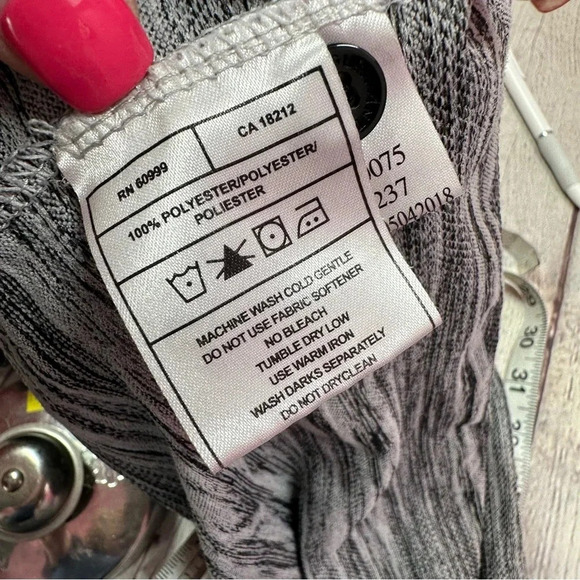 RN 60999
CA 18212
100% POLYESTER/POLYESTER/
POLIESTER
MACHINE WASH COLD GENTLE
DO NOT USE FABRIC SOFTENER
NO BLEACH
TUMBLE DRY LOW
USE WARM IRON
WASH DARKS SEPARATELY
DO NOT DRYCLEAN
075
237
5042018
30
31